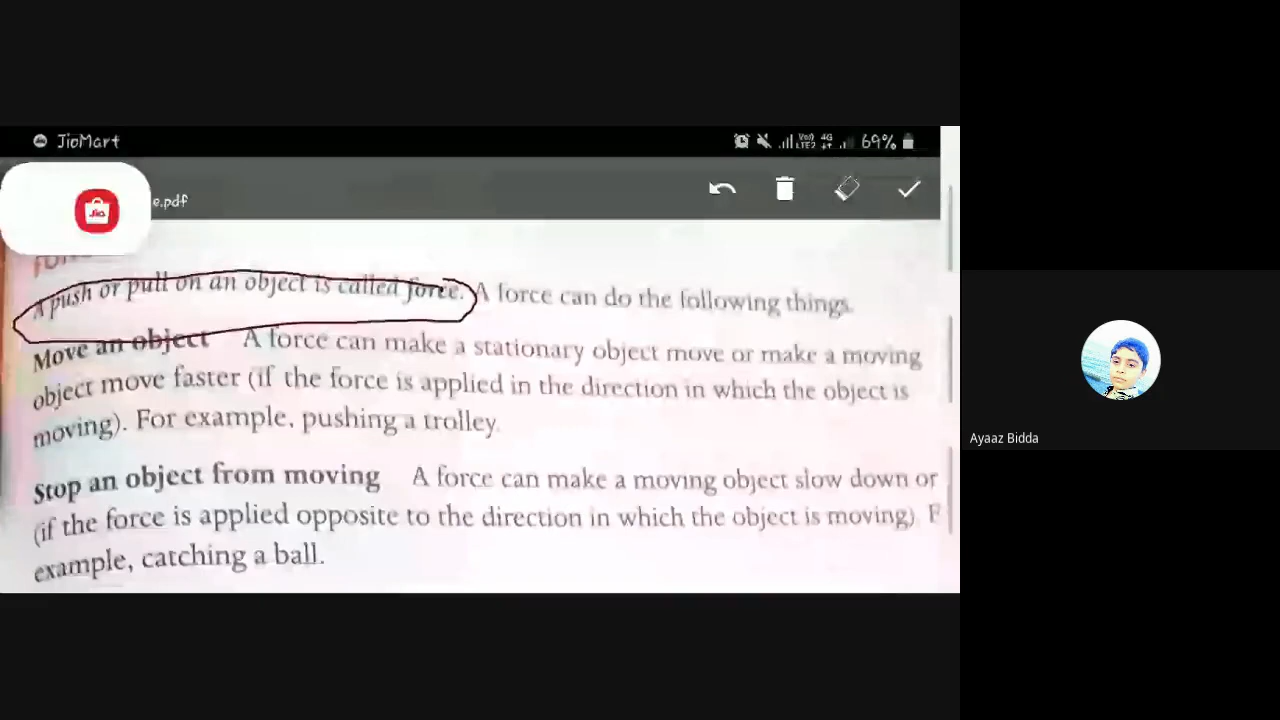 JioMart
Voo) 4G
LTE2
69%
Jio
e.pdf
A push or pull on an object is called force. A force can do the following things.
Move an object A force can make a stationary object move or make a moving
object move faster (if the force is applied in the direction in which the object is
moving). For example, pushing a trolley.
Stop an object from moving A force can make a moving object slow down or
(if the force is applied opposite to the direction in which the object is moving). F
example, catching a ball.
Ayaaz Bidda